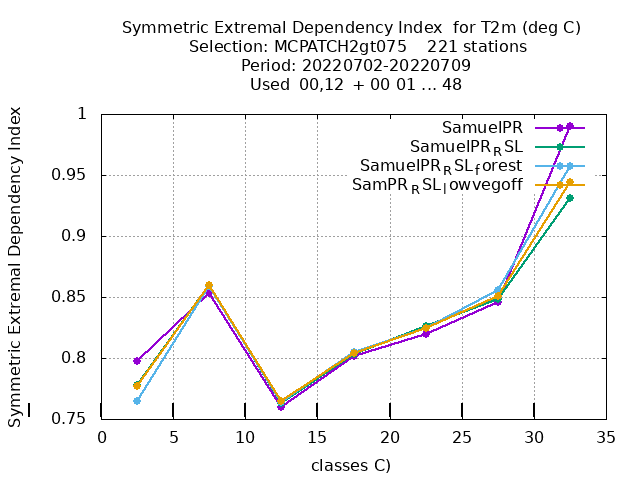 Symmetric Extremal Dependency Index  for T2m (deg C)
Selection: MCPATCH2gt075    221 stations
Period: 20220702-20220709
Used  00,12  + 00 01 ... 48
Symmetric Extremal Dependency Index
1
0.95
0.9
0.85
0.8
0.75
SamuelPR
SamuelPR_RSL
SamuelPR_RSL_forest
SamPR_RSL_lowvegoff
0 5 10 15 20 25 30 35
classes C)